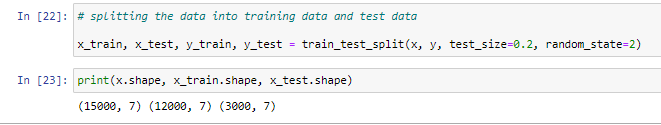 In [22]: # splitting the data into training data and test data
x_train, x_test, y_train, y_test = train_test_split(x, y, test_size=0.2, random_state=2)
In [23]: print(x.shape, x_train.shape, x_test.shape)
(15000, 7) (12000, 7) (3000, 7)